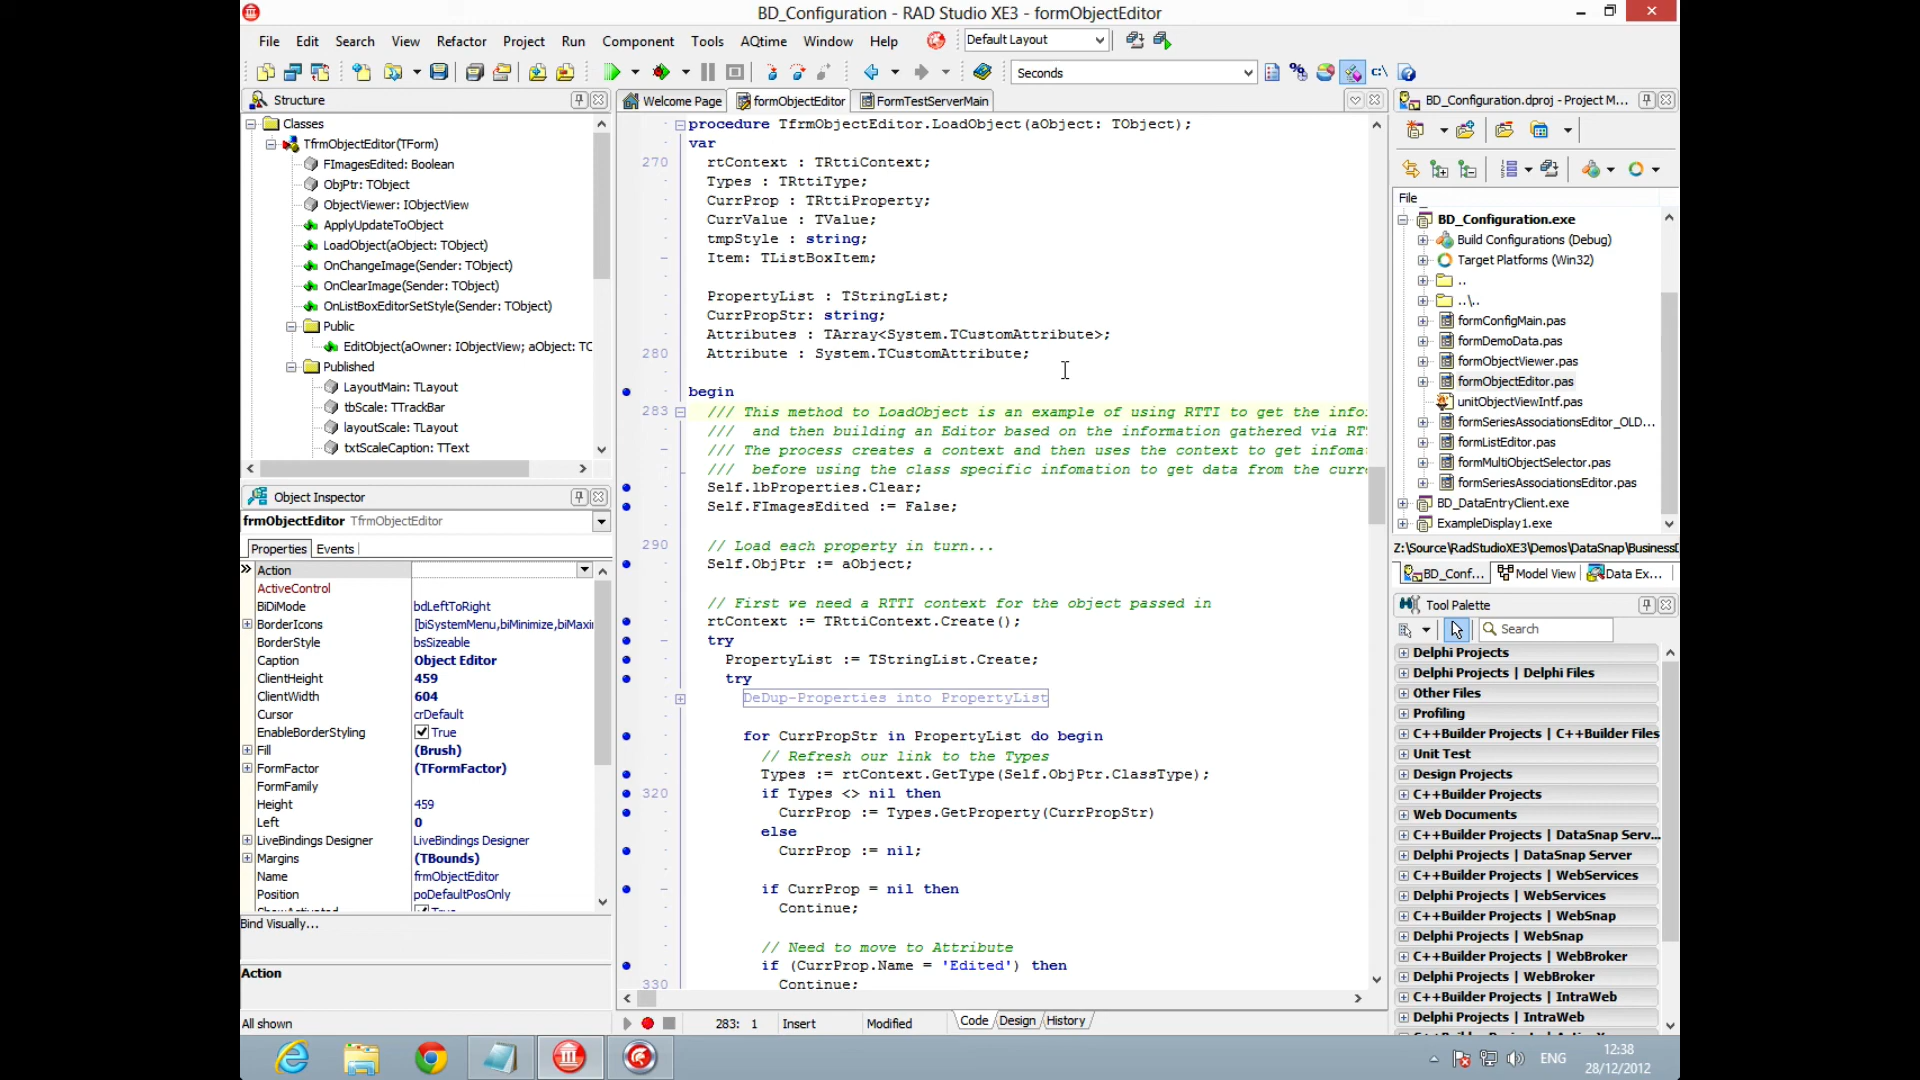 BD_Configuration - RAD Studio XE3 - formObjectEditor
File Edit Search View Refactor Project Run Component Tools AQtime Window Help Default Layout
Seconds
Structure
Classes
TfrmObjectEditor(TForm)
FImagesEdited: Boolean
ObjPtr: TObject
ObjectViewer: IObjectView
ApplyUpdateToObject
LoadObject(aObject: TObject)
OnChangeImage(Sender: TObject)
OnClearImage(Sender: TObject)
OnListBoxEditorSetStyle(Sender: TObject)
Public
EditObject(aOwner: IObjectView; aObject: TC
Published
LayoutMain: TLayout
tbScale: TTrackBar
layoutScale: TLayout
txtScaleCaption: TText
Object Inspector
frmObjectEditor TfrmObjectEditor
Properties Events
Action
ActiveControl
BiDiMode bdLeftToRight
BorderIcons [biSystemMenu,biMinimize,biMaxi
BorderStyle bsSizeable
Caption Object Editor
ClientHeight 459
ClientWidth 604
Cursor crDefault
EnableBorderStyling True
Fill (Brush)
FormFactor (TFormFactor)
FormFamily
Height 459
Left 0
LiveBindings Designer LiveBindings Designer
Margins (TBounds)
Name frmObjectEditor
Position poDefaultPosOnly
Bind Visually...
Action
All shown
Welcome Page formObjectEditor FormTestServerMain
procedure TfrmObjectEditor.LoadObject(aObject: TObject);
var
270 rtContext : TRttiContext;
Types : TRttiType;
CurrProp : TRttiProperty;
CurrValue : TValue;
tmpStyle : string;
Item: TListBoxItem;
PropertyList : TStringList;
CurrPropStr: string;
Attributes : TArray<System.TCustomAttribute>;
280 Attribute : System.TCustomAttribute;
begin
283 /// This method to LoadObject is an example of using RTTI to get the info
/// and then building an Editor based on the information gathered via RT
/// The process creates a context and then uses the context to get infoma
/// before using the class specific infomation to get data from the curr
Self.lbProperties.Clear;
Self.FImagesEdited := False;
290 // Load each property in turn...
Self.ObjPtr := aObject;
// First we need a RTTI context for the object passed in
rtContext := TRttiContext.Create();
try
PropertyList := TStringList.Create;
try
DeDup-Properties into PropertyList
for CurrPropStr in PropertyList do begin
// Refresh our link to the Types
Types := rtContext.GetType(Self.ObjPtr.ClassType);
320 if Types <> nil then
CurrProp := Types.GetProperty(CurrPropStr)
else
CurrProp := nil;
if CurrProp = nil then
Continue;
// Need to move to Attribute
if (CurrProp.Name = 'Edited') then
330 Continue;
283: 1 Insert Modified Code Design History
BD_Configuration.dproj - Project M...
File
BD_Configuration.exe
Build Configurations (Debug)
Target Platforms (Win32)
..
..\..
formConfigMain.pas
formDemoData.pas
formObjectViewer.pas
formObjectEditor.pas
unitObjectViewIntf.pas
formSeriesAssociationsEditor_OLD...
formListEditor.pas
formMultiObjectSelector.pas
formSeriesAssociationsEditor.pas
BD_DataEntryClient.exe
ExampleDisplay1.exe
Z:\Source\RadStudioXE3\Demos\DataSnap\Business
BD_Conf... Model View Data Ex...
Tool Palette
Search
Delphi Projects
Delphi Projects | Delphi Files
Other Files
Profiling
C++Builder Projects | C++Builder Files
Unit Test
Design Projects
C++Builder Projects
Web Documents
C++Builder Projects | DataSnap Serv...
Delphi Projects | DataSnap Server
C++Builder Projects | WebServices
Delphi Projects | WebServices
C++Builder Projects | WebSnap
Delphi Projects | WebSnap
C++Builder Projects | WebBroker
Delphi Projects | WebBroker
C++Builder Projects | IntraWeb
Delphi Projects | IntraWeb
ENG
12:38
28/12/2012